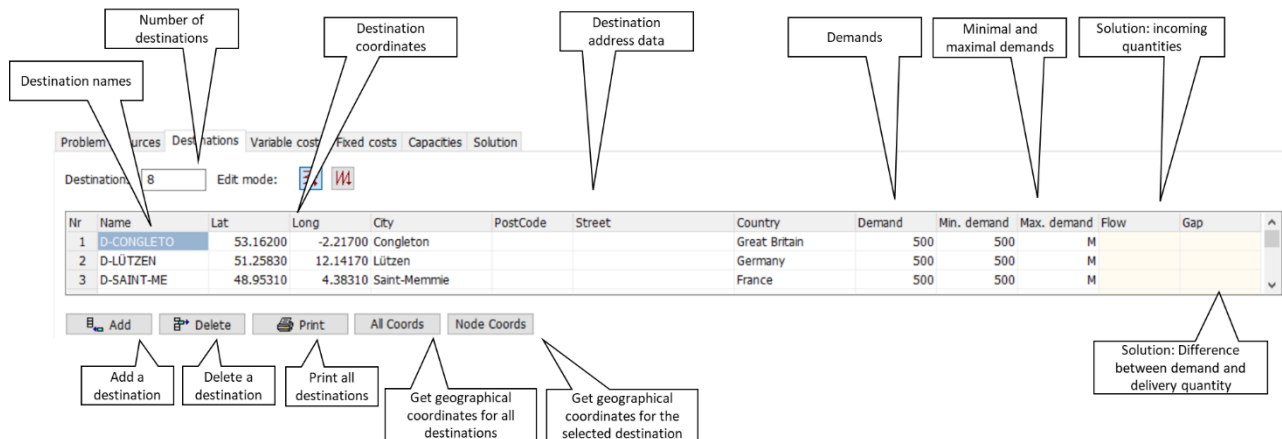 Number of
destinations
Destination
coordinates
Destination
address data
Demands
Minimal and
maximal demands
Solution: incoming
quantities
Destination names
Problem urces Destinations Variable cost Fixed costs Capacities Solution
Destination 8 Edit mode:
Nr Name Lat Long City PostCode Street Country Demand Min. demand Max. demand Flow Gap
1 D-CONGLETO 53.16200 -2.21700 Congleton Great Britain 500 500 M
2 D-LÜTZEN 51.25830 12.14170 Lützen Germany 500 500 M
3 D-SAINT-ME 48.95310 4.38310 Saint-Memmie France 500 500 M
Add Delete Print All Coords Node Coords
Add a
destination
Delete a
destination
Print all
destinations
Get geographical
coordinates for all
destinations
Get geographical
coordinates for the
selected destination
Solution: Difference
between demand and
delivery quantity